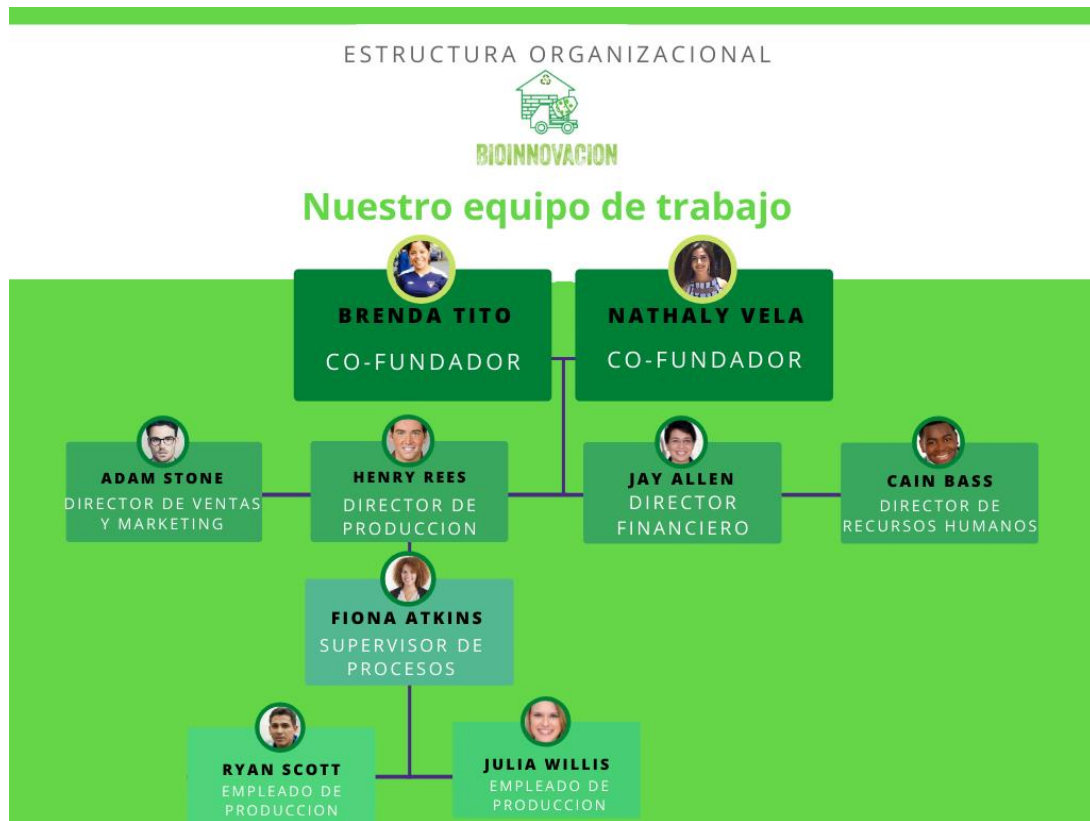 ESTRUCTURA ORGANIZACIONAL
BIOINNOVACION
Nuestro equipo de trabajo
BRENDA TITO
CO-FUNDADOR
NATHALY VELA
CO-FUNDADOR
ADAM STONE
DIRECTOR DE VENTAS
Y MARKETING
HENRY REES
DIRECTOR DE
PRODUCCION
JAY ALLEN
DIRECTOR
FINANCIERO
CAIN BASS
DIRECTOR DE
RECURSOS HUMANOS
FIONA ATKINS
SUPERVISOR DE
PROCESOS
RYAN SCOTT
EMPLEADO DE
PRODUCCION
JULIA WILLIS
EMPLEADO DE
PRODUCCION